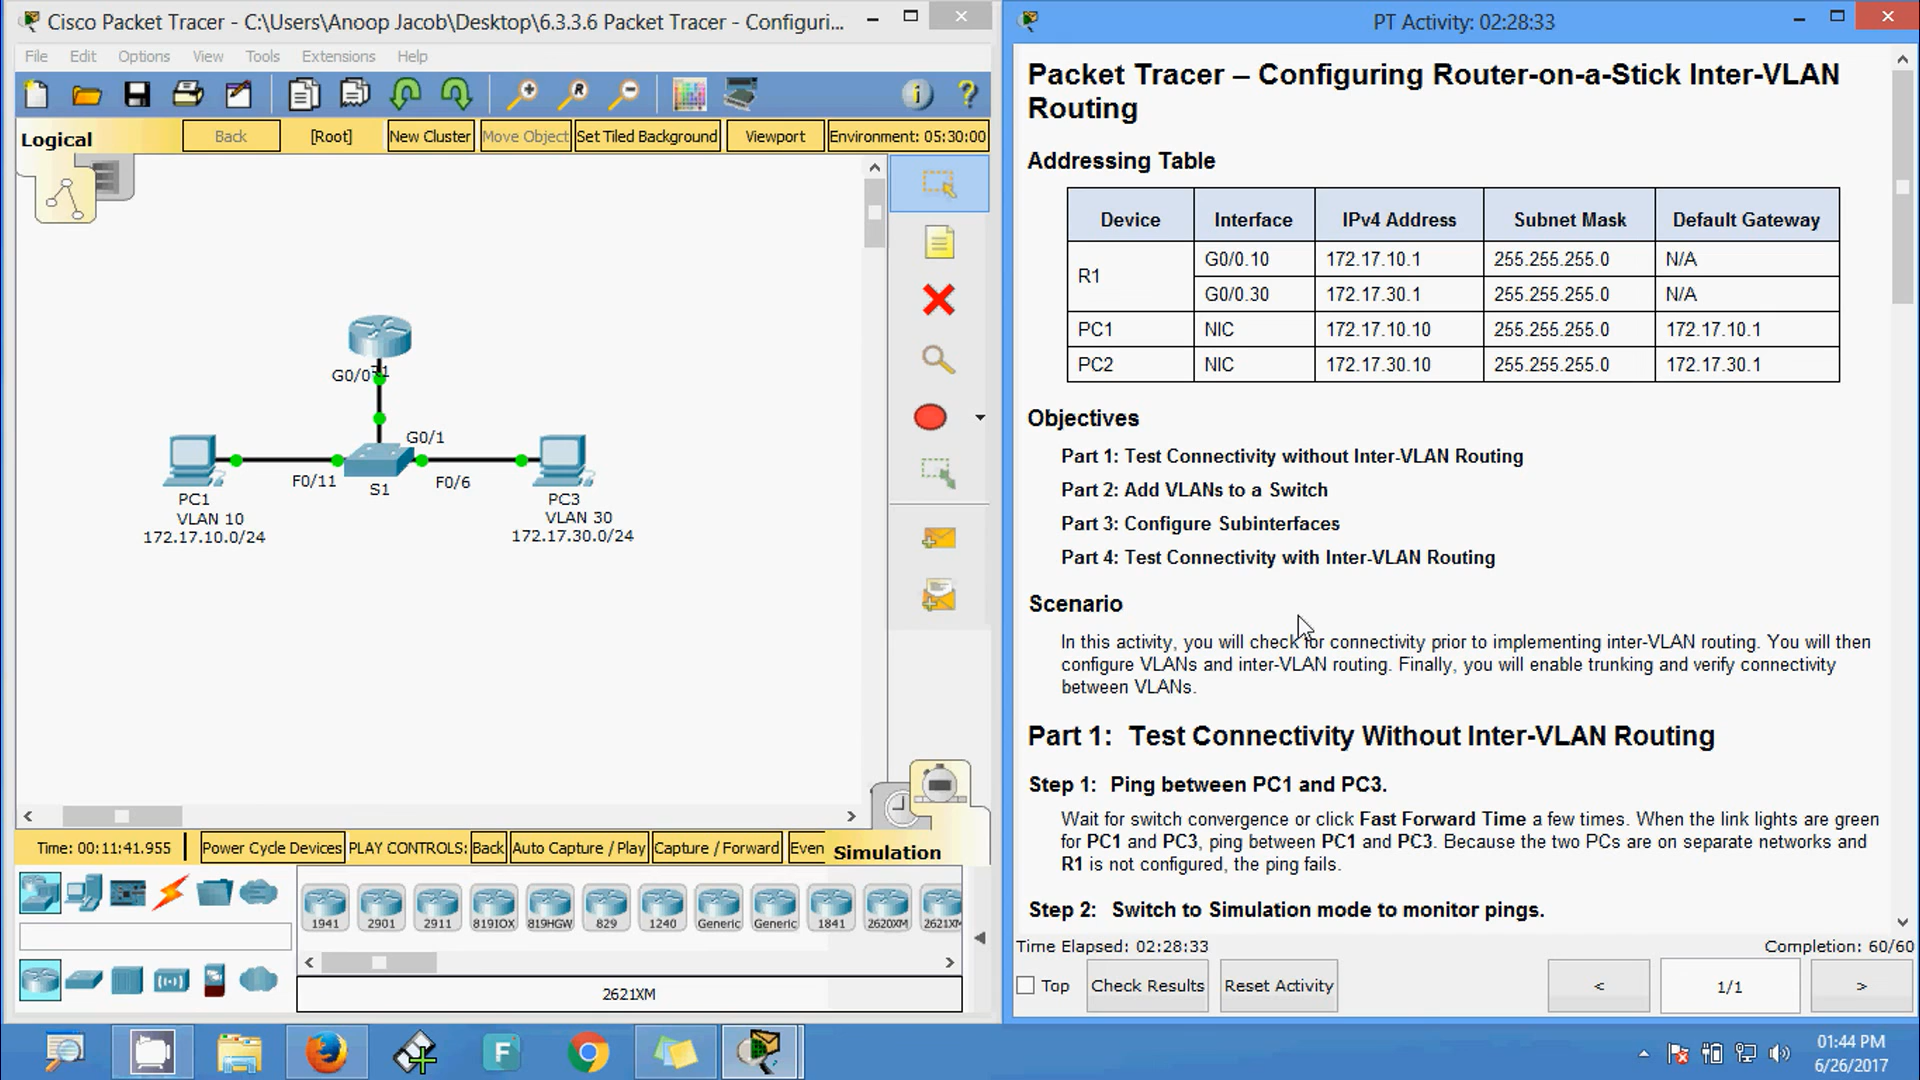 Cisco Packet Tracer - C:\Users\Anoop Jacob\Desktop\6.3.3.6 Packet Tracer - Configuri...
File Edit Options View Tools Extensions Help
Logical
Back
[Root]
New Cluster
Move Object
Set Tiled Background
Viewport
Environment: 05:30:00
G0/0
G0/1
F0/11
F0/6
S1
PC1
VLAN 10
172.17.10.0/24
PC3
VLAN 30
172.17.30.0/24
Time: 00:11:41.955
Power Cycle Devices
PLAY CONTROLS:
Back
Auto Capture / Play
Capture / Forward
Even
Simulation
1941 2901 2911 819IOX 819HGW 829 1240 Generic Generic 1841 2620XM 2621XM
2621XM
PT Activity: 02:28:33
Packet Tracer – Configuring Router-on-a-Stick Inter-VLAN
Routing
Addressing Table
Device Interface IPv4 Address Subnet Mask Default Gateway
R1 G0/0.10 172.17.10.1 255.255.255.0 N/A
G0/0.30 172.17.30.1 255.255.255.0 N/A
PC1 NIC 172.17.10.10 255.255.255.0 172.17.10.1
PC2 NIC 172.17.30.10 255.255.255.0 172.17.30.1
Objectives
Part 1: Test Connectivity without Inter-VLAN Routing
Part 2: Add VLANs to a Switch
Part 3: Configure Subinterfaces
Part 4: Test Connectivity with Inter-VLAN Routing
Scenario
In this activity, you will check for connectivity prior to implementing inter-VLAN routing. You will then
configure VLANs and inter-VLAN routing. Finally, you will enable trunking and verify connectivity
between VLANs.
Part 1: Test Connectivity Without Inter-VLAN Routing
Step 1: Ping between PC1 and PC3.
Wait for switch convergence or click Fast Forward Time a few times. When the link lights are green
for PC1 and PC3, ping between PC1 and PC3. Because the two PCs are on separate networks and
R1 is not configured, the ping fails.
Step 2: Switch to Simulation mode to monitor pings.
Time Elapsed: 02:28:33
Completion: 60/60
Top
Check Results
Reset Activity
<
1/1
>
01:44 PM
6/26/2017